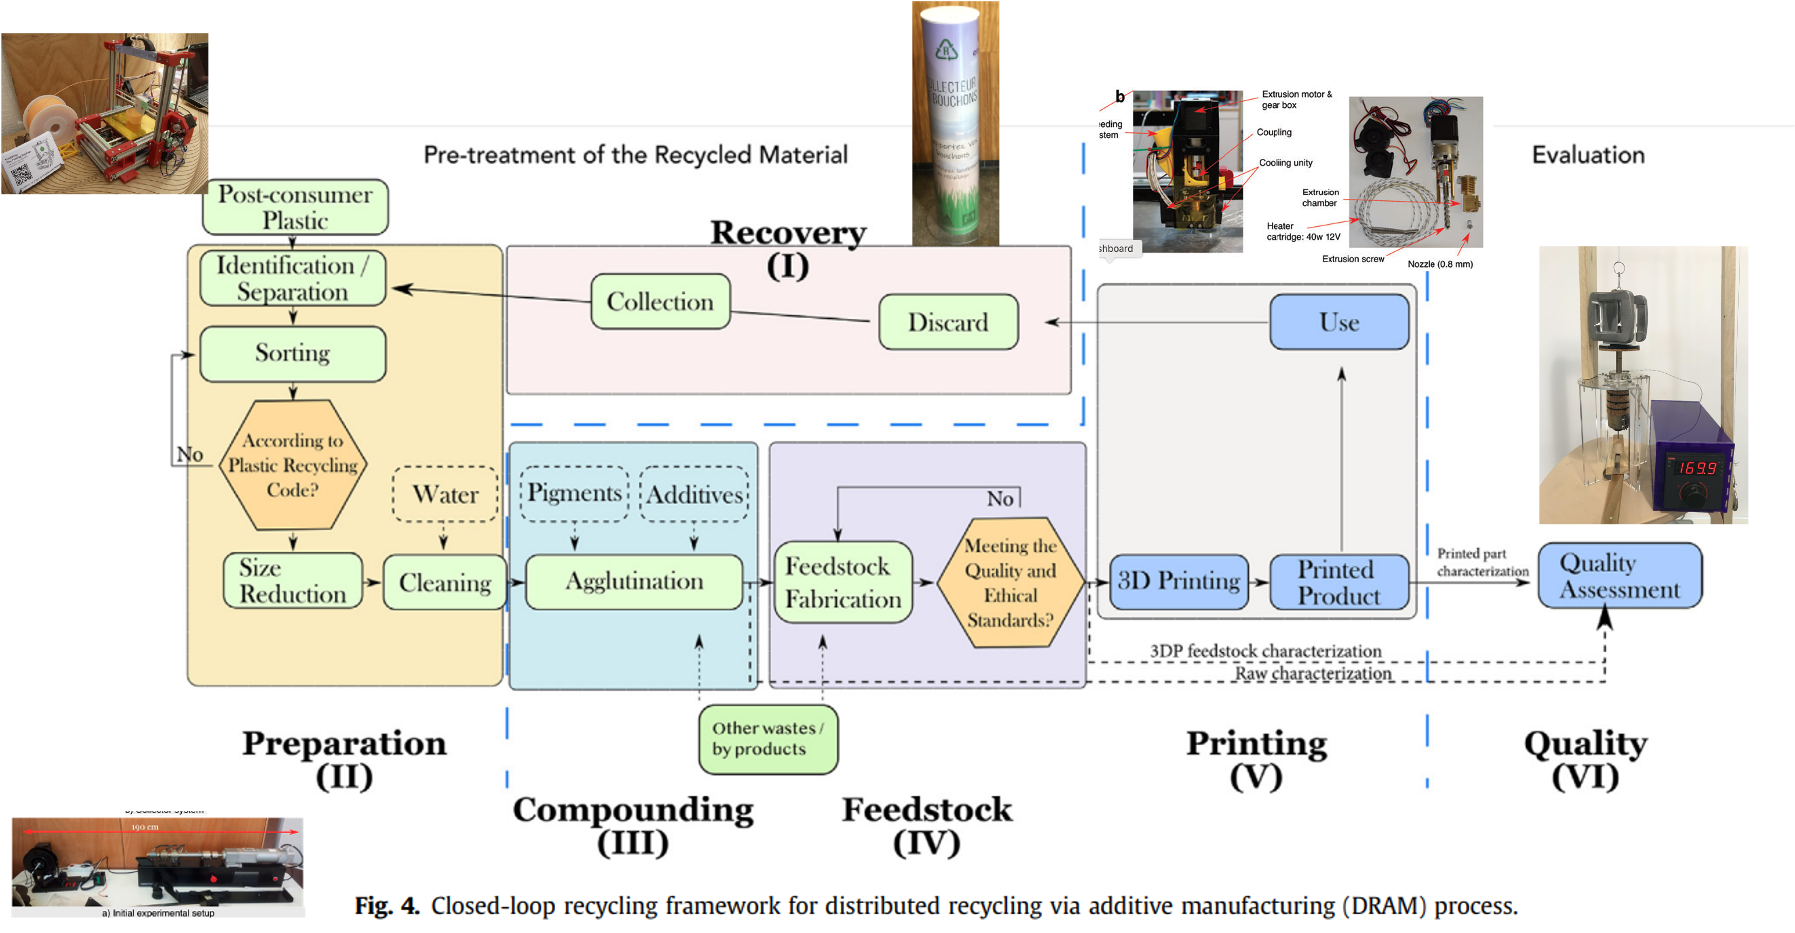 COLLECTEUR
BOUCHONS
b
Extrusion motor &
gear box
eeding
stem
Coupling
Cooling unity
Extrusion
chamber
Heater
cartridge: 40w 12V
Extrusion screw
Nozzle (0.8 mm)
shboard
Pre-treatment of the Recycled Material
Evaluation
Post-consumer
Plastic
Recovery
(I)
Identification /
Separation
Collection
Discard
Use
Sorting
According to
Plastic Recycling
Code?
No
Water
Pigments
Additives
No
Size
Reduction
Cleaning
Agglutination
Feedstock
Fabrication
Meeting the
Quality and
Ethical
Standards?
3D Printing
Printed
Product
Printed part
characterization
Quality
Assessment
169.9
3DP feedstock characterization
Raw characterization
Other wastes /
by products
Preparation
(II)
Compounding
(III)
Feedstock
(IV)
Printing
(V)
Quality
(VI)
190 cm
a) Initial experimental setup
Fig. 4. Closed-loop recycling framework for distributed recycling via additive manufacturing (DRAM) process.